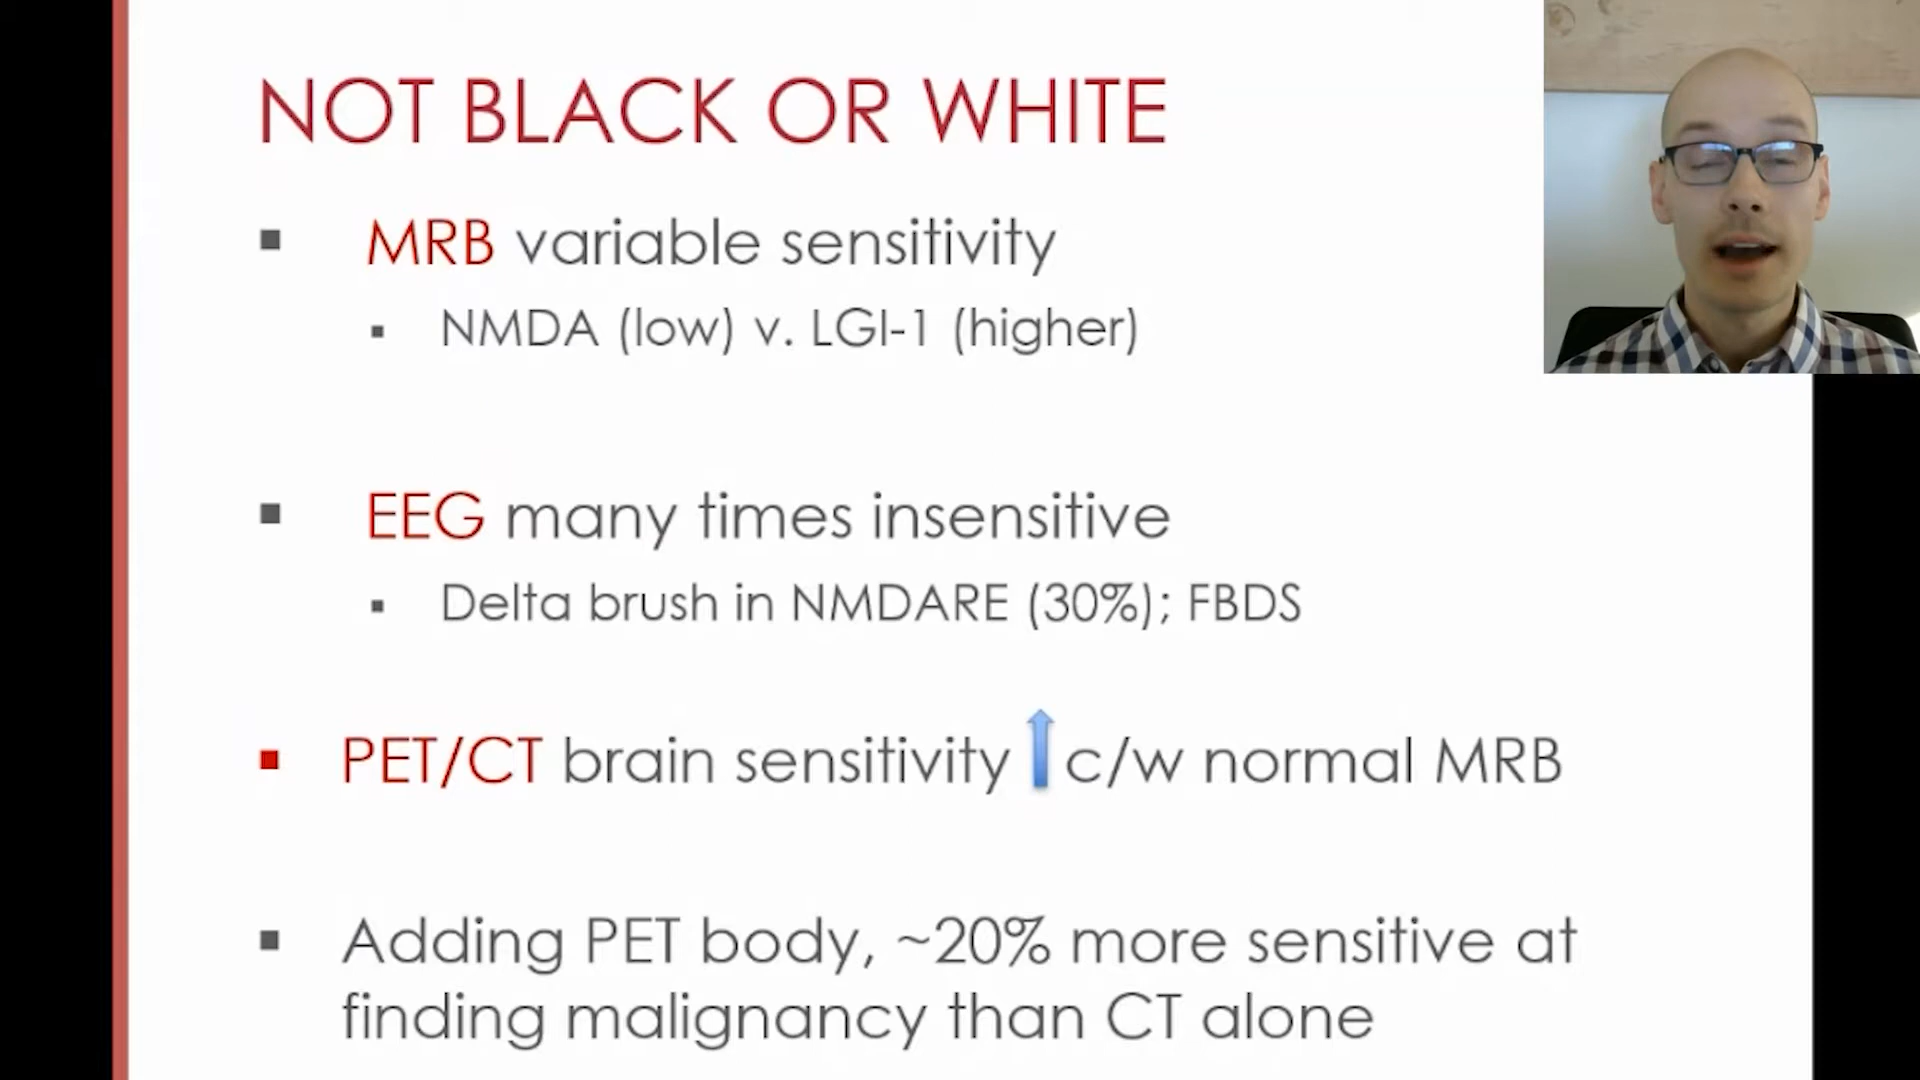 NOT BLACK OR WHITE
MRB variable sensitivity
NMDA (low) v. LGI-1 (higher)
EEG many times insensitive
Delta brush in NMDARE (30%); FBDS
PET/CT brain sensitivity c/w normal MRB
Adding PET body, ~20% more sensitive at
finding malignancy than CT alone